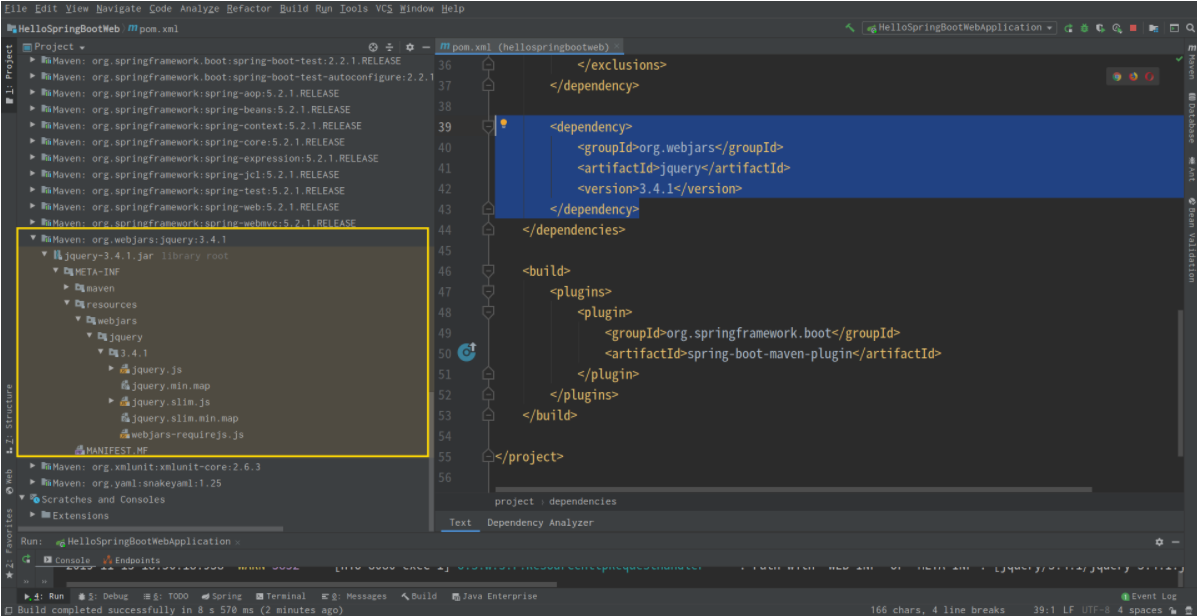 File Edit View Navigate Code Analyze Refactor Build Run Tools VCS Window Help
HelloSpringBootWeb m pom.xml
HelloSpringBootWebApplication
Project
m pom.xml (hellospringbootweb)
Maven: org.springframework.boot:spring-boot-test:2.2.1.RELEASE
Maven: org.springframework.boot:spring-boot-test-autoconfigure:2.2.1
Maven: org.springframework:spring-aop:5.2.1.RELEASE
Maven: org.springframework:spring-beans:5.2.1.RELEASE
Maven: org.springframework:spring-context:5.2.1.RELEASE
Maven: org.springframework:spring-core:5.2.1.RELEASE
Maven: org.springframework:spring-expression:5.2.1.RELEASE
Maven: org.springframework:spring-jcl:5.2.1.RELEASE
Maven: org.springframework:spring-test:5.2.1.RELEASE
Maven: org.springframework:spring-web:5.2.1.RELEASE
Maven: org.springframework:spring-webmvc:5.2.1.RELEASE
Maven: org.webjars:jquery:3.4.1
jquery-3.4.1.jar library root
META-INF
maven
resources
webjars
jquery
3.4.1
jquery.js
jquery.min.map
jquery.slim.js
jquery.slim.min.map
webjars-requirejs.js
MANIFEST.MF
Maven: org.xmlunit:xmlunit-core:2.6.3
Maven: org.yaml:snakeyaml:1.25
Scratches and Consoles
Extensions
36 </exclusions>
37 </dependency>
38
39 <dependency>
40 <groupId>org.webjars</groupId>
41 <artifactId>jquery</artifactId>
42 <version>3.4.1</version>
43 </dependency>
44 </dependencies>
45
46 <build>
47 <plugins>
48 <plugin>
49 <groupId>org.springframework.boot</groupId>
50 <artifactId>spring-boot-maven-plugin</artifactId>
51 </plugin>
52 </plugins>
53 </build>
54
55 </project>
56
project › dependencies
Text Dependency Analyzer
1: Project
Z: Structure
Web
2: Favorites
m Maven
Database
Ant
Bean Validation
Run: HelloSpringBootWebApplication
Console Endpoints
4: Run 5: Debug 6: TODO Spring Terminal 0: Messages Build Java Enterprise Event Log
Build completed successfully in 8 s 570 ms (2 minutes ago) 166 chars, 4 line breaks 39:1 LF UTF-8 4 spaces